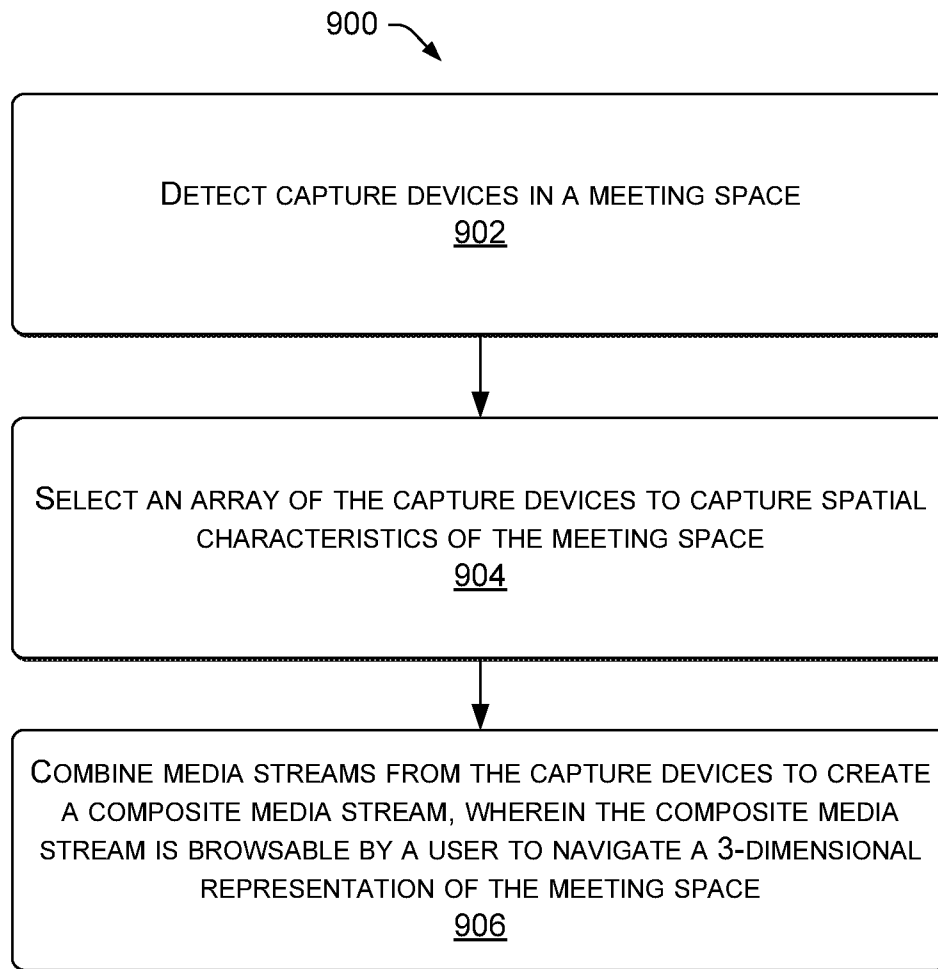 900
DETECT CAPTURE DEVICES IN A MEETING SPACE
902
SELECT AN ARRAY OF THE CAPTURE DEVICES TO CAPTURE SPATIAL
CHARACTERISTICS OF THE MEETING SPACE
904
COMBINE MEDIA STREAMS FROM THE CAPTURE DEVICES TO CREATE
A COMPOSITE MEDIA STREAM, WHEREIN THE COMPOSITE MEDIA
STREAM IS BROWSABLE BY A USER TO NAVIGATE A 3-DIMENSIONAL
REPRESENTATION OF THE MEETING SPACE
906